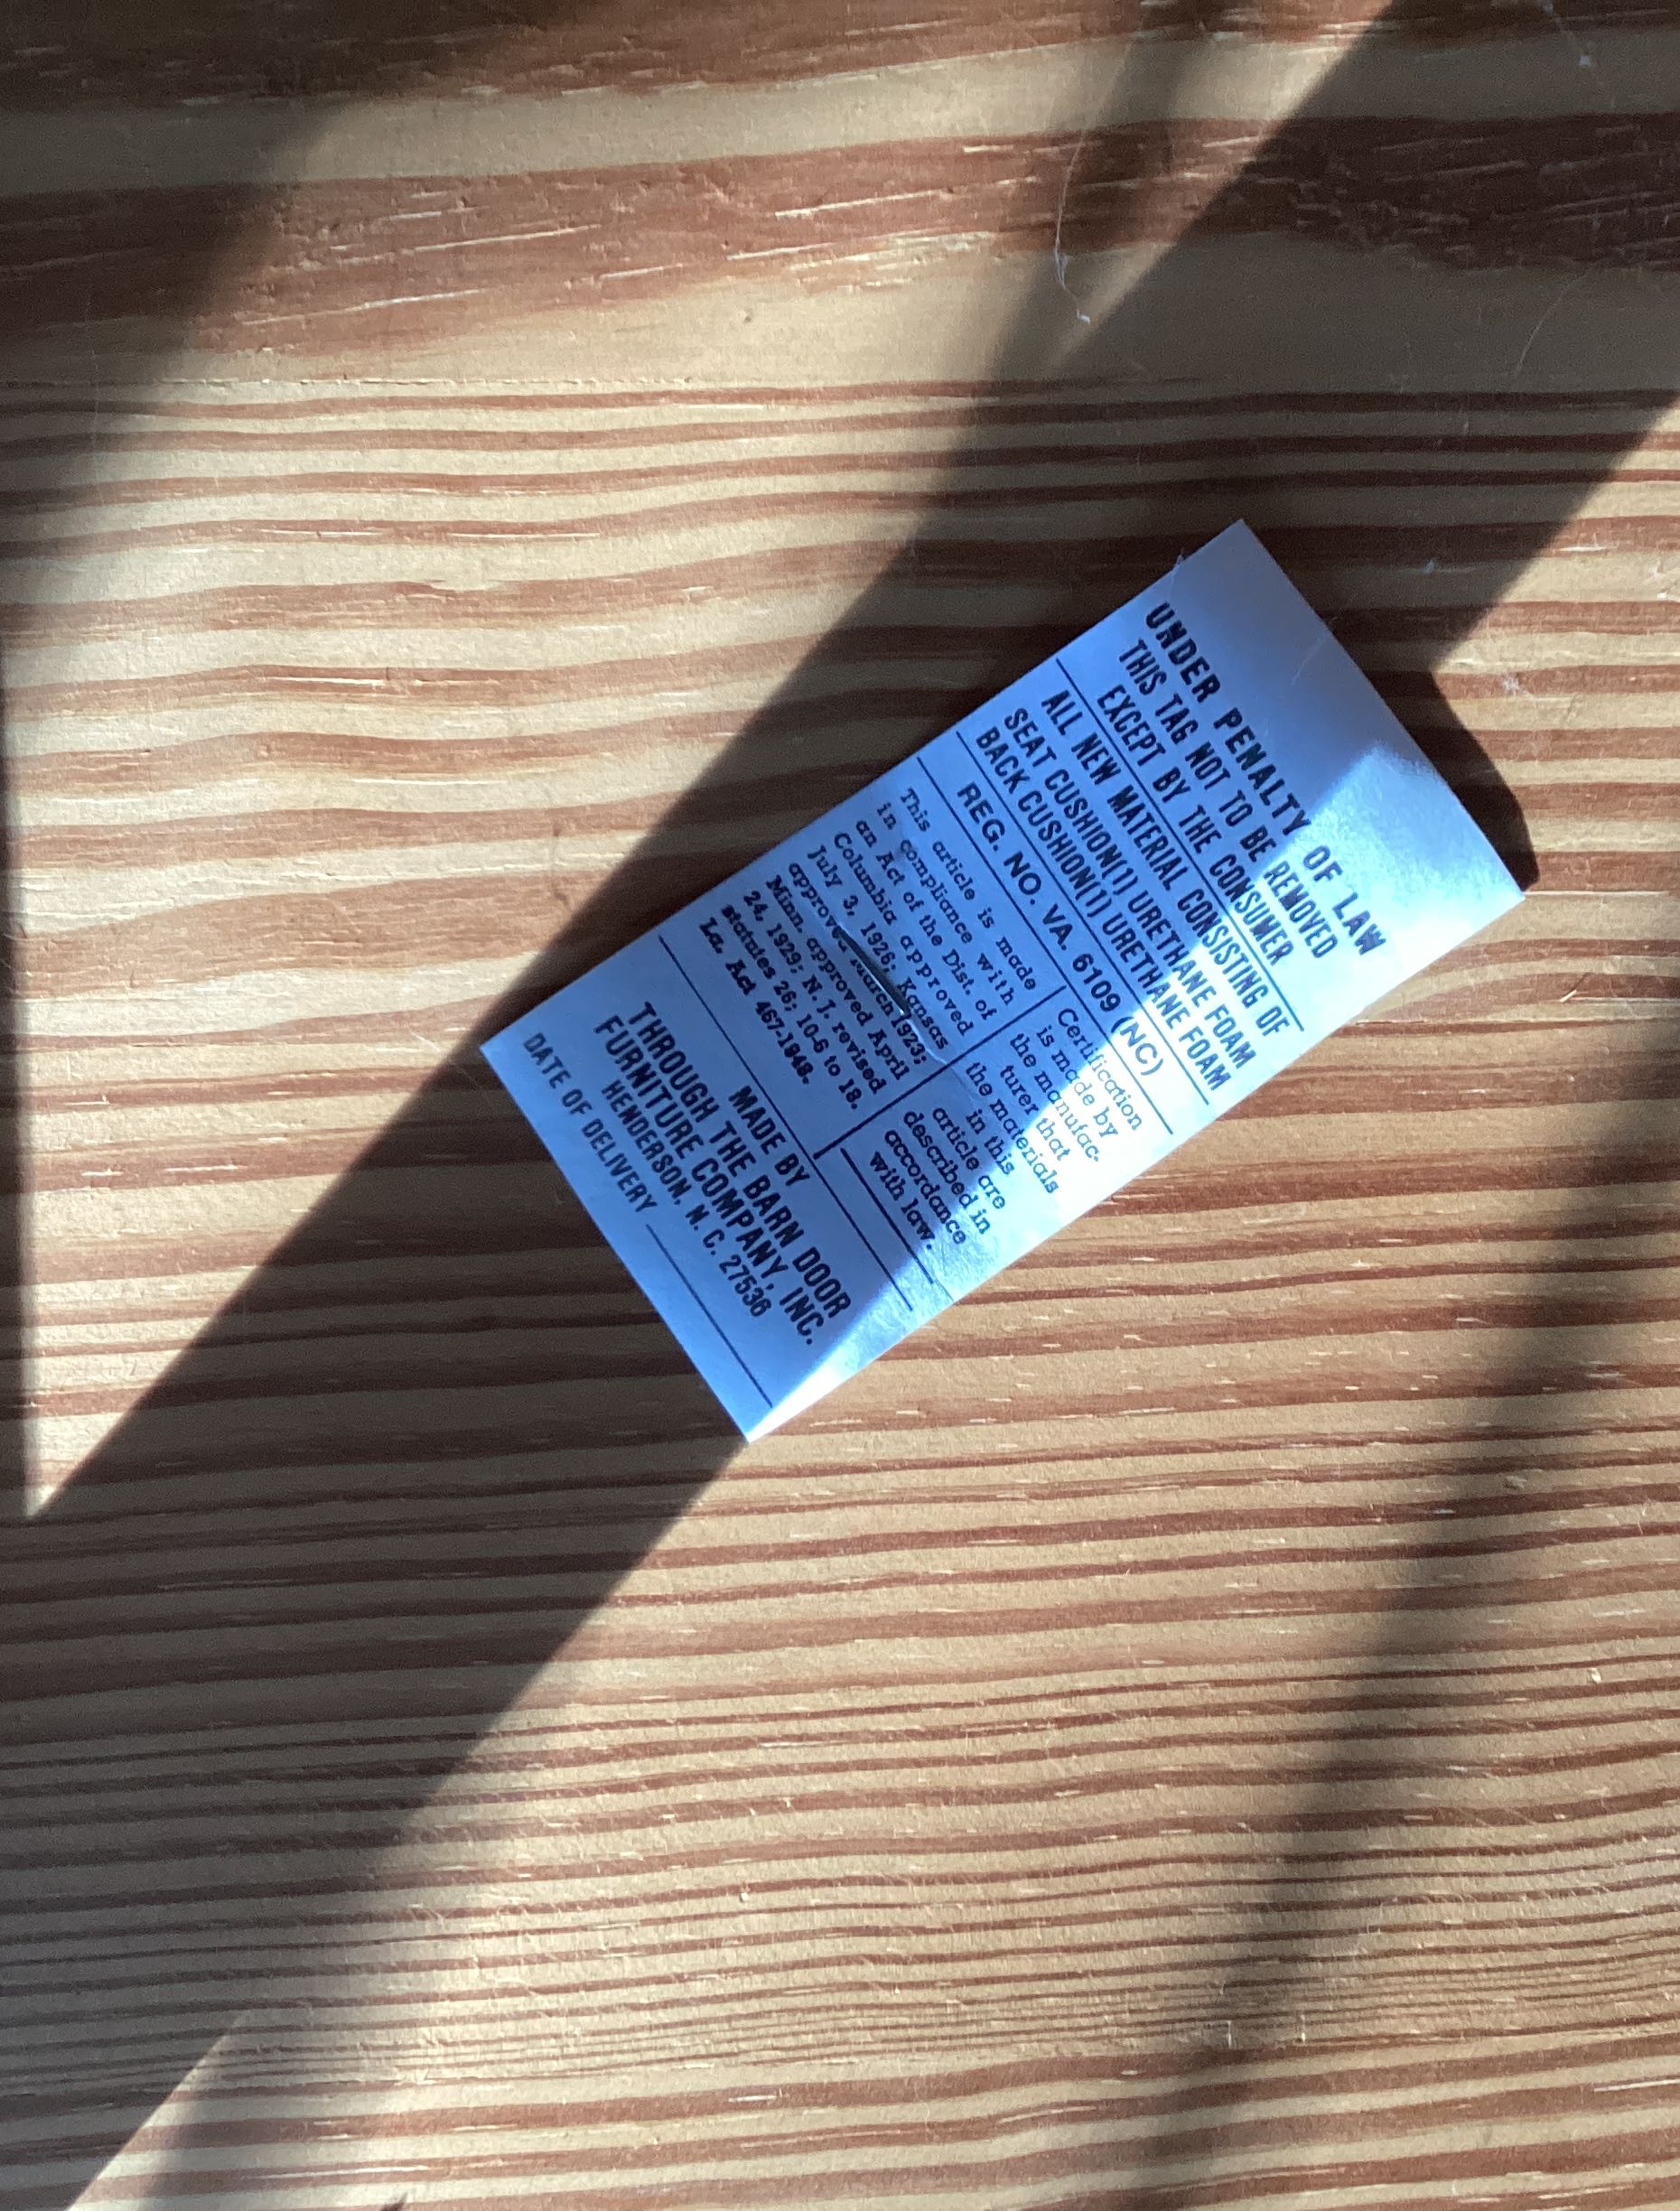 UNDER PENALTY OF LAW
THIS TAG NOT TO BE REMOVED
EXCEPT BY THE CONSUMER
ALL NEW MATERIAL CONSISTING OF
SEAT CUSHION(1) URETHANE FOAM
BACK CUSHION(1) URETHANE FOAM
REG. NO. VA. 6109 (NC)
This article is made
in compliance with
an Act of the Dist. of
Columbia approved
July 3, 1926; Kansas
approved March 1923;
Minn. approved April
24, 1929; N. J. revised
statuties 26; 10-6 to 18.
La. Act 467-1948.
Certification
is made by
the manufac-
turer that
the materials
in this
article are
described in
accordance
with law.
MADE BY
THROUGH THE BARN DOOR
FURNITURE COMPANY, INC.
HENDERSON, N. C. 27536
DATE OF DELIVERY